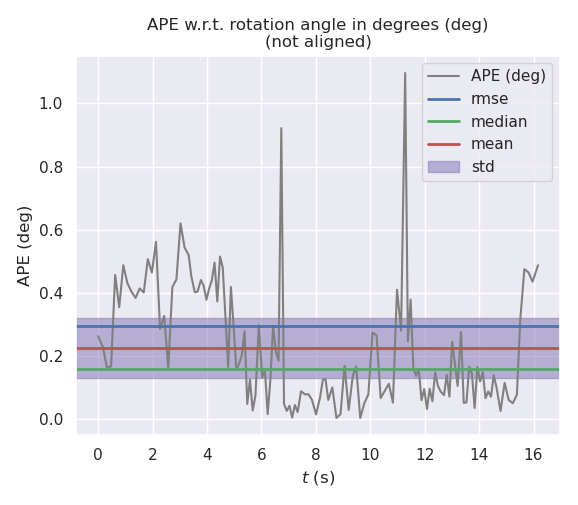 APE w.r.t. rotation angle in degrees (deg)
(not aligned)
APE (deg)
rmse
median
mean
std
1.0
0.8
0.6
0.4
0.2
0.0
APE (deg)
0 2 4 6 8 10 12 14 16
t (s)